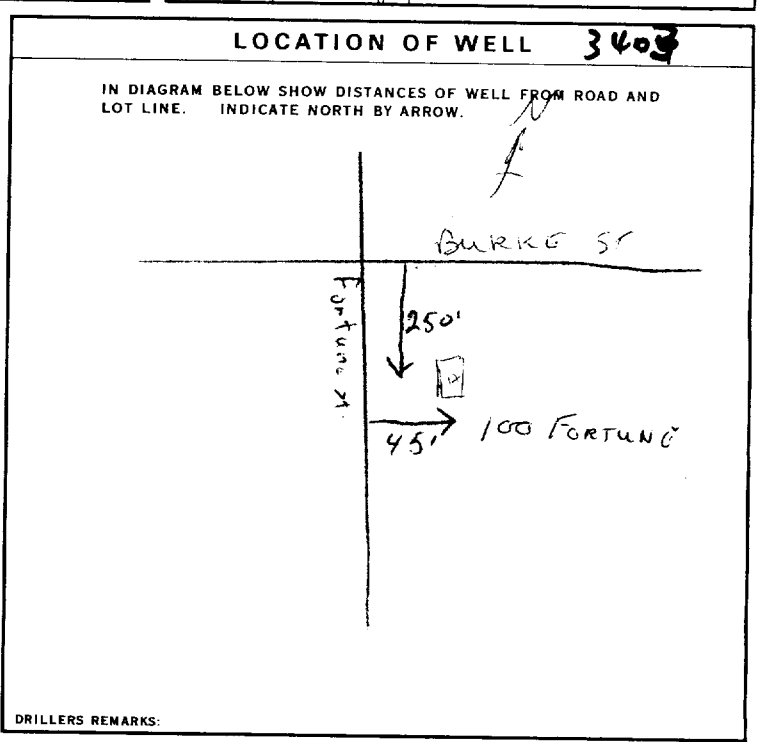 LOCATION OF WELL 3403
IN DIAGRAM BELOW SHOW DISTANCES OF WELL FROM ROAD AND
LOT LINE. INDICATE NORTH BY ARROW.
N
BURKE ST
Fortune St.
250'
45' 100 FORTUNE
DRILLERS REMARKS: